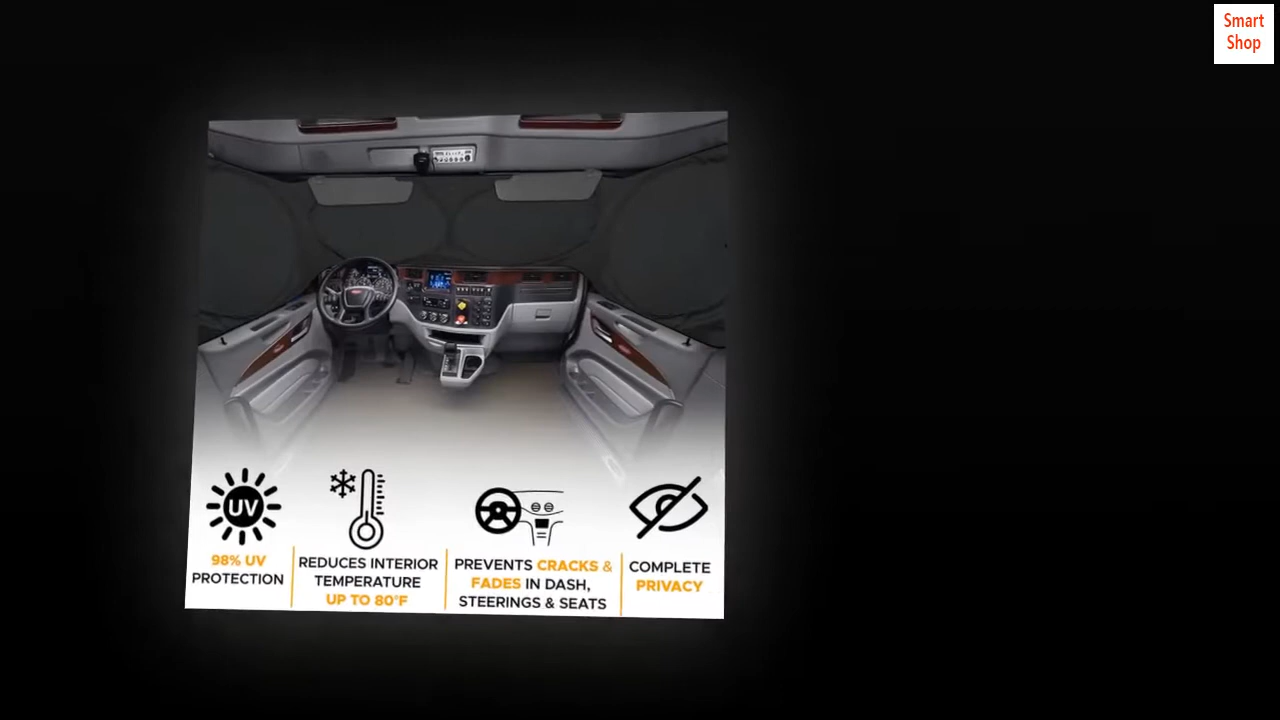 Smart
Shop
UV
98% UV
PROTECTION
REDUCES INTERIOR
TEMPERATURE
UP TO 80°F
PREVENTS CRACKS &
FADES IN DASH,
STEERINGS & SEATS
COMPLETE
PRIVACY